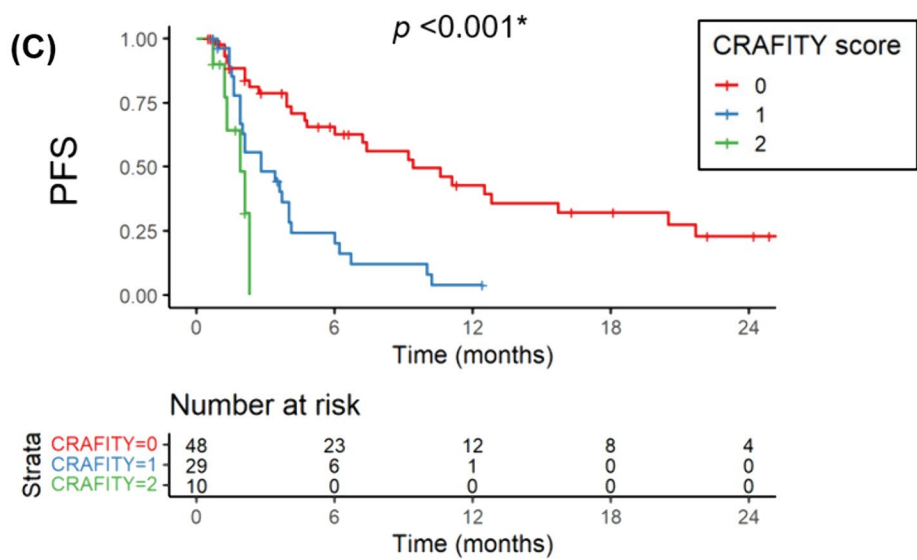 (C)
p <0.001*
CRAFITY score
0
1
2
PFS
1.00
0.75
0.50
0.25
0.00
0 6 12 18 24
Time (months)
Number at risk
Strata
CRAFITY=0 48 23 12 8 4
CRAFITY=1 29 6 1 0 0
CRAFITY=2 10 0 0 0 0
0 6 12 18 24
Time (months)